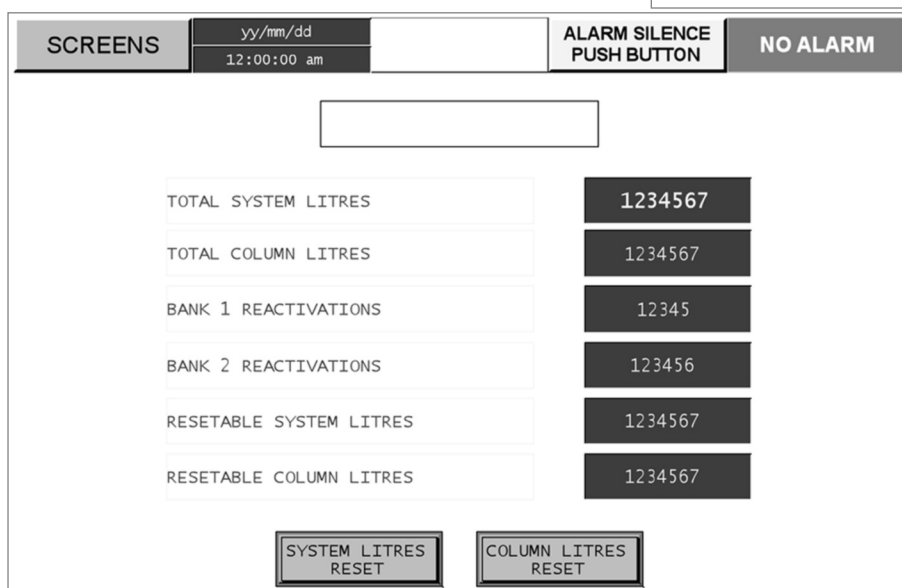 SCREENS
yy/mm/dd
12:00:00 am
ALARM SILENCE
PUSH BUTTON
NO ALARM
TOTAL SYSTEM LITRES 1234567
TOTAL COLUMN LITRES 1234567
BANK 1 REACTIVATIONS 12345
BANK 2 REACTIVATIONS 123456
RESETABLE SYSTEM LITRES 1234567
RESETABLE COLUMN LITRES 1234567
SYSTEM LITRES
RESET
COLUMN LITRES
RESET